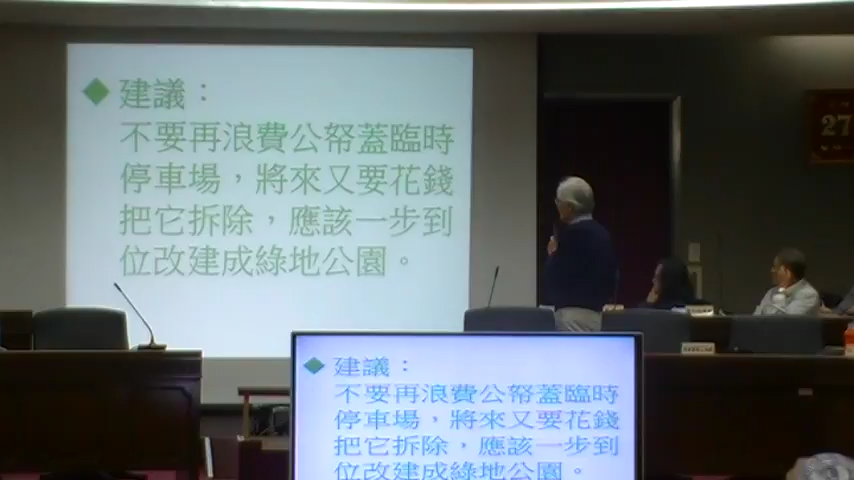 建議：
不要再浪費公帑蓋臨時
停車場，將來又要花錢
把它拆除，應該一步到
位改建成綠地公園。
27
建議：
不要再浪費公帑蓋臨時
停車場，將來又要花錢
把它拆除，應該一步到
位改建成綠地公園。